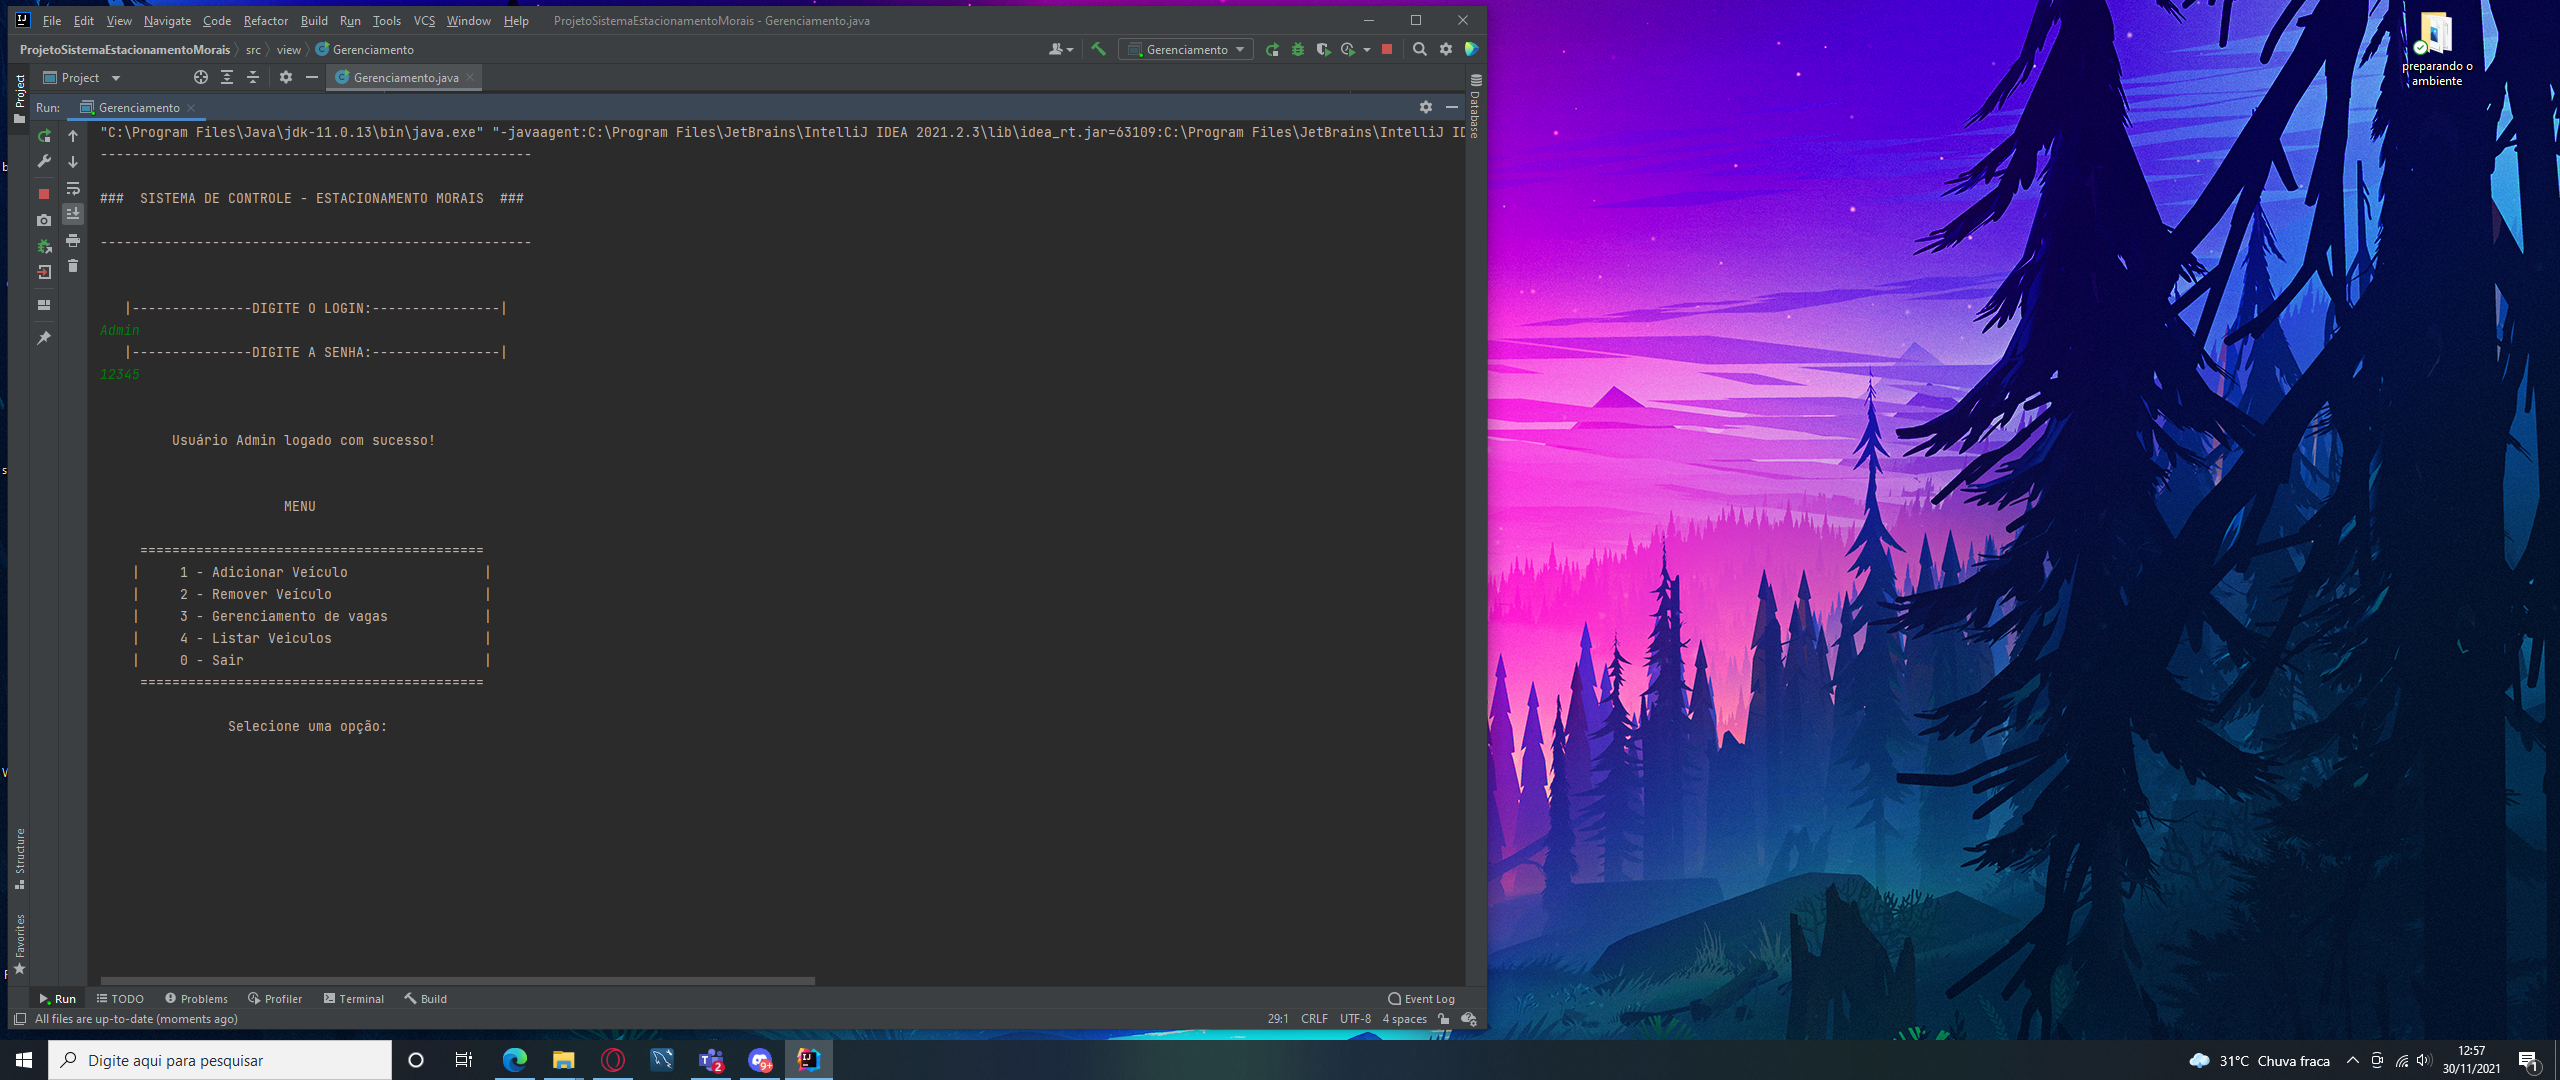 File Edit View Navigate Code Refactor Build Run Tools VCS Window Help ProjetoSistemaEstacionamentoMorais - Gerenciamento.java
ProjetoSistemaEstacionamentoMorais src view Gerenciamento
Gerenciamento
Project
Gerenciamento.java
Run: Gerenciamento
"C:\Program Files\Java\jdk-11.0.13\bin\java.exe" "-javaagent:C:\Program Files\JetBrains\IntelliJ IDEA 2021.2.3\lib\idea_rt.jar=63109:C:\Program Files\JetBrains\IntelliJ ID
------------------------------------------------------
### SISTEMA DE CONTROLE - ESTACIONAMENTO MORAIS ###
------------------------------------------------------
|---------------DIGITE O LOGIN:----------------|
Admin
|---------------DIGITE A SENHA:----------------|
12345
Usuário Admin logado com sucesso!
MENU
===========================================
| 1 - Adicionar Veiculo |
| 2 - Remover Veiculo |
| 3 - Gerenciamento de vagas |
| 4 - Listar Veiculos |
| 0 - Sair |
===========================================
Selecione uma opção:
Project
Structure
Favorites
Database
Run TODO Problems Profiler Terminal Build Event Log
All files are up-to-date (moments ago) 29:1 CRLF UTF-8 4 spaces
preparando o
ambiente
Digite aqui para pesquisar
2
9+
31°C Chuva fraca
12:57
30/11/2021
1